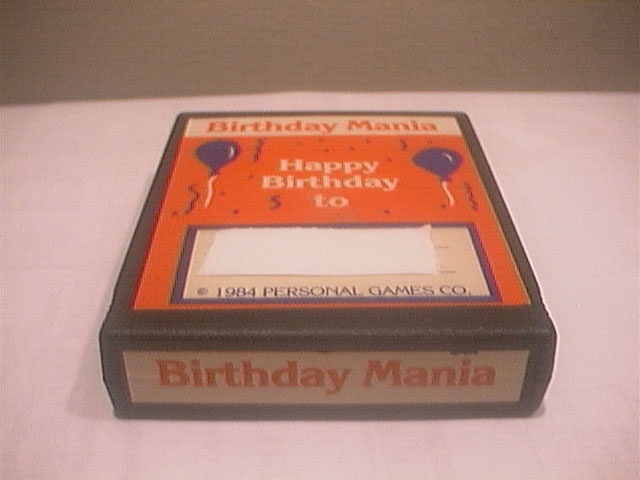 Birthday Mania
Happy
Birthday
to
© 1984 PERSONAL GAMES CO.
Birthday Mania